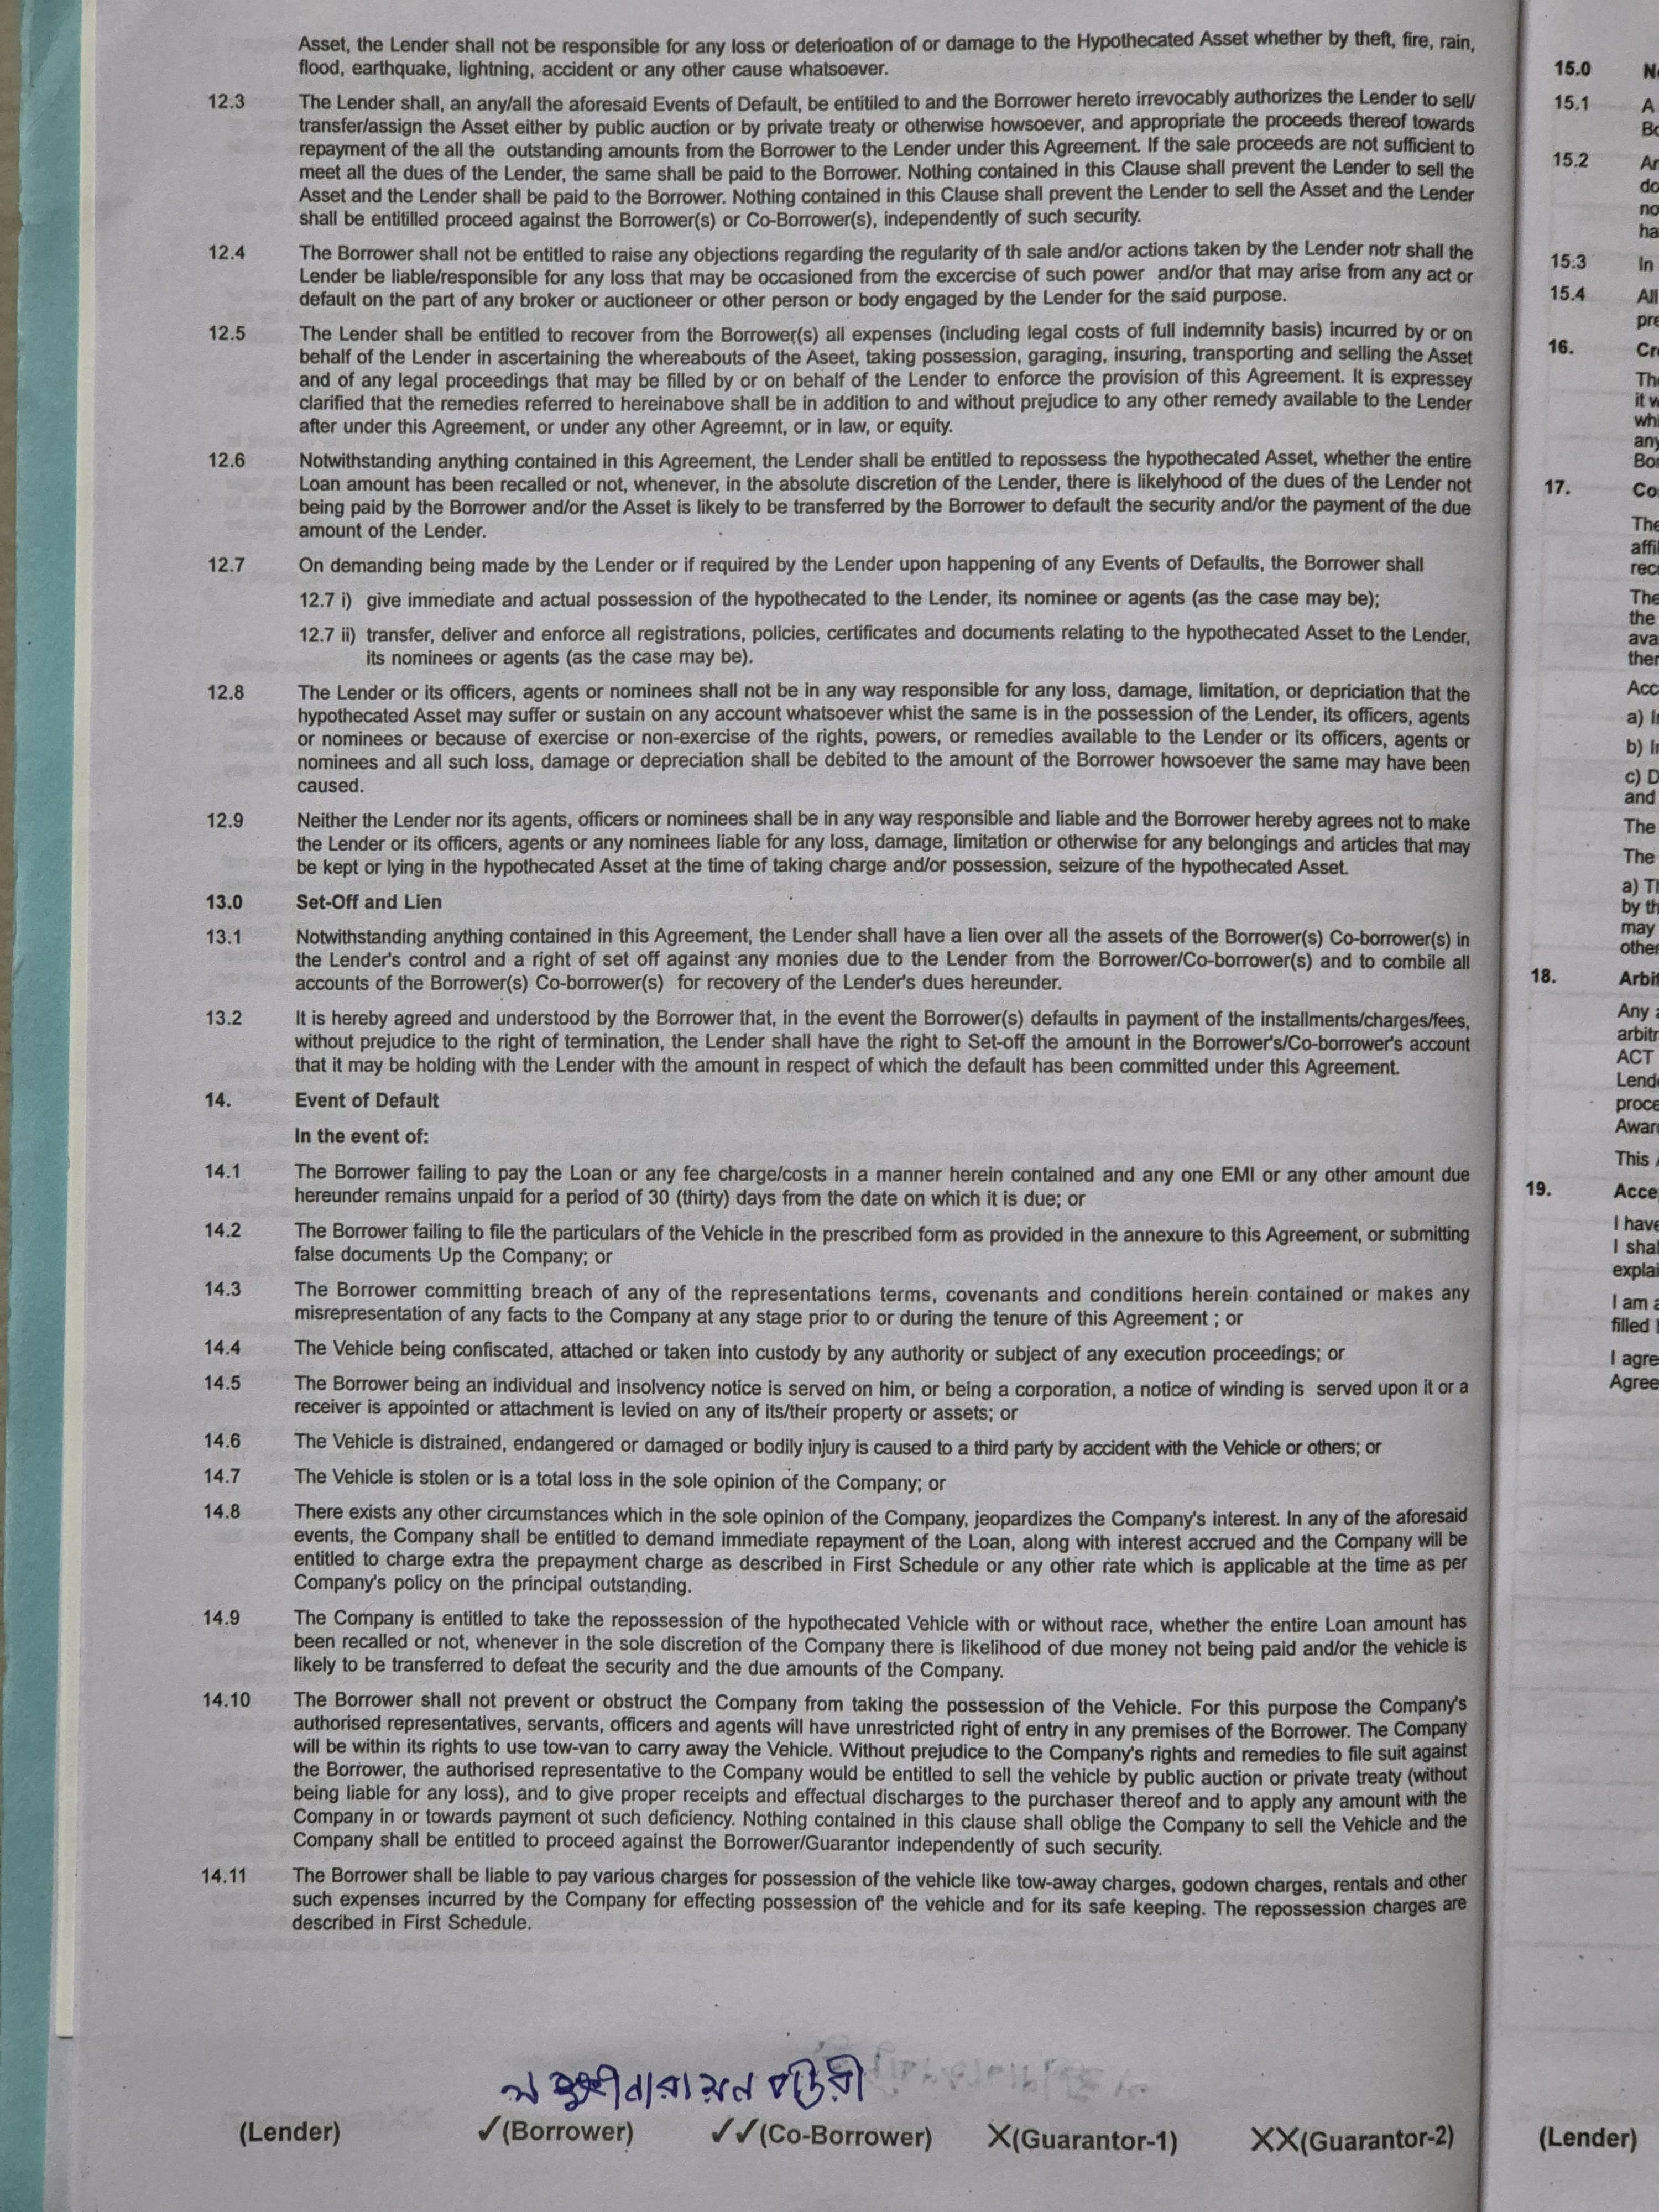 Asset, the Lender shall not be responsible for any loss or deterioation of or damage to the Hypothecated Asset whether by theft, fire, rain,
flood, earthquake, lightning, accident or any other cause whatsoever.
12.3 The Lender shall, an any/all the aforesaid Events of Default, be entitiled to and the Borrower hereto irrevocably authorizes the Lender to sell/
transfer/assign the Asset either by public auction or by private treaty or otherwise howsoever, and appropriate the proceeds thereof towards
repayment of the all the outstanding amounts from the Borrower to the Lender under this Agreement. If the sale proceeds are not sufficient to
meet all the dues of the Lender, the same shall be paid to the Borrower. Nothing contained in this Clause shall prevent the Lender to sell the
Asset and the Lender shall be paid to the Borrower. Nothing contained in this Clause shall prevent the Lender to sell the Asset and the Lender
shall be entitilled proceed against the Borrower(s) or Co-Borrower(s), independently of such security.
12.4 The Borrower shall not be entitled to raise any objections regarding the regularity of th sale and/or actions taken by the Lender notr shall the
Lender be liable/responsible for any loss that may be occasioned from the excercise of such power and/or that may arise from any act or
default on the part of any broker or auctioneer or other person or body engaged by the Lender for the said purpose.
12.5 The Lender shall be entitled to recover from the Borrower(s) all expenses (including legal costs of full indemnity basis) incurred by or on
behalf of the Lender in ascertaining the whereabouts of the Aseet, taking possession, garaging, insuring, transporting and selling the Asset
and of any legal proceedings that may be filled by or on behalf of the Lender to enforce the provision of this Agreement. It is expressey
clarified that the remedies referred to hereinabove shall be in addition to and without prejudice to any other remedy available to the Lender
after under this Agreement, or under any other Agreemnt, or in law, or equity.
12.6 Notwithstanding anything contained in this Agreement, the Lender shall be entitled to repossess the hypothecated Asset, whether the entire
Loan amount has been recalled or not, whenever, in the absolute discretion of the Lender, there is likelyhood of the dues of the Lender not
being paid by the Borrower and/or the Asset is likely to be transferred by the Borrower to default the security and/or the payment of the due
amount of the Lender.
12.7 On demanding being made by the Lender or if required by the Lender upon happening of any Events of Defaults, the Borrower shall
12.7 i) give immediate and actual possession of the hypothecated to the Lender, its nominee or agents (as the case may be);
12.7 ii) transfer, deliver and enforce all registrations, policies, certificates and documents relating to the hypothecated Asset to the Lender,
its nominees or agents (as the case may be).
12.8 The Lender or its officers, agents or nominees shall not be in any way responsible for any loss, damage, limitation, or depriciation that the
hypothecated Asset may suffer or sustain on any account whatsoever whist the same is in the possession of the Lender, its officers, agents
or nominees or because of exercise or non-exercise of the rights, powers, or remedies available to the Lender or its officers, agents or
nominees and all such loss, damage or depreciation shall be debited to the amount of the Borrower howsoever the same may have been
caused.
12.9 Neither the Lender nor its agents, officers or nominees shall be in any way responsible and liable and the Borrower hereby agrees not to make
the Lender or its officers, agents or any nominees liable for any loss, damage, limitation or otherwise for any belongings and articles that may
be kept or lying in the hypothecated Asset at the time of taking charge and/or possession, seizure of the hypothecated Asset.
13.0 Set-Off and Lien
13.1 Notwithstanding anything contained in this Agreement, the Lender shall have a lien over all the assets of the Borrower(s) Co-borrower(s) in
the Lender's control and a right of set off against any monies due to the Lender from the Borrower/Co-borrower(s) and to combile all
accounts of the Borrower(s) Co-borrower(s) for recovery of the Lender's dues hereunder.
13.2 It is hereby agreed and understood by the Borrower that, in the event the Borrower(s) defaults in payment of the installments/charges/fees,
without prejudice to the right of termination, the Lender shall have the right to Set-off the amount in the Borrower's/Co-borrower's account
that it may be holding with the Lender with the amount in respect of which the default has been committed under this Agreement.
14. Event of Default
In the event of:
14.1 The Borrower failing to pay the Loan or any fee charge/costs in a manner herein contained and any one EMI or any other amount due
hereunder remains unpaid for a period of 30 (thirty) days from the date on which it is due; or
14.2 The Borrower failing to file the particulars of the Vehicle in the prescribed form as provided in the annexure to this Agreement, or submitting
false documents Up the Company; or
14.3 The Borrower committing breach of any of the representations terms, covenants and conditions herein contained or makes any
misrepresentation of any facts to the Company at any stage prior to or during the tenure of this Agreement ; or
14.4 The Vehicle being confiscated, attached or taken into custody by any authority or subject of any execution proceedings; or
14.5 The Borrower being an individual and insolvency notice is served on him, or being a corporation, a notice of winding is served upon it or a
receiver is appointed or attachment is levied on any of its/their property or assets; or
14.6 The Vehicle is distrained, endangered or damaged or bodily injury is caused to a third party by accident with the Vehicle or others; or
14.7 The Vehicle is stolen or is a total loss in the sole opinion of the Company; or
14.8 There exists any other circumstances which in the sole opinion of the Company, jeopardizes the Company's interest. In any of the aforesaid
events, the Company shall be entitled to demand immediate repayment of the Loan, along with interest accrued and the Company will be
entitled to charge extra the prepayment charge as described in First Schedule or any other rate which is applicable at the time as per
Company's policy on the principal outstanding.
14.9 The Company is entitled to take the repossession of the hypothecated Vehicle with or without race, whether the entire Loan amount has
been recalled or not, whenever in the sole discretion of the Company there is likelihood of due money not being paid and/or the vehicle is
likely to be transferred to defeat the security and the due amounts of the Company.
14.10 The Borrower shall not prevent or obstruct the Company from taking the possession of the Vehicle. For this purpose the Company's
authorised representatives, servants, officers and agents will have unrestricted right of entry in any premises of the Borrower. The Company
will be within its rights to use tow-van to carry away the Vehicle. Without prejudice to the Company's rights and remedies to file suit against
the Borrower, the authorised representative to the Company would be entitled to sell the vehicle by public auction or private treaty (without
being liable for any loss), and to give proper receipts and effectual discharges to the purchaser thereof and to apply any amount with the
Company in or towards payment ot such deficiency. Nothing contained in this clause shall oblige the Company to sell the Vehicle and the
Company shall be entitled to proceed against the Borrower/Guarantor independently of such security.
14.11 The Borrower shall be liable to pay various charges for possession of the vehicle like tow-away charges, godown charges, rentals and other
such expenses incurred by the Company for effecting possession of the vehicle and for its safe keeping. The repossession charges are
described in First Schedule.
(Lender) ✓(Borrower) ✓✓(Co-Borrower) X(Guarantor-1) XX(Guarantor-2)
15.0
15.1 A
15.2
15.3 In
15.4 All
16.
17.
The
The
the
a)
b)
c) D
and
The
The
by
may
other
18.
Any
ACT
This
19.
I have
I am
filled
(Lender)